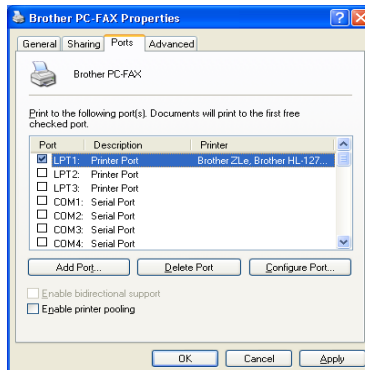 Brother PC-FAX Properties
General Sharing Ports Advanced
Brother PC-FAX
Print to the following port(s). Documents will print to the first free
checked port.
Port Description Printer
LPT1: Printer Port Brother ZLe, Brother HL-127...
LPT2: Printer Port
LPT3: Printer Port
COM1: Serial Port
COM2: Serial Port
COM3: Serial Port
COM4: Serial Port
Add Port... Delete Port Configure Port...
Enable bidirectional support
Enable printer pooling
OK Cancel Apply